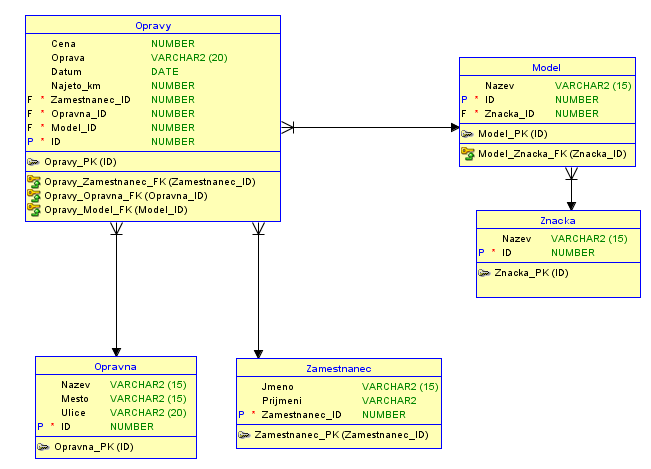 Opravy
Cena NUMBER
Oprava VARCHAR2 (20)
Datum DATE
Najeto_km NUMBER
F * Zamestnanec_ID NUMBER
F * Opravna_ID NUMBER
F * Model_ID NUMBER
P * ID NUMBER
Opravy_PK (ID)
Opravy_Zamestnanec_FK (Zamestnanec_ID)
Opravy_Opravna_FK (Opravna_ID)
Opravy_Model_FK (Model_ID)
Model
Nazev VARCHAR2 (15)
P * ID NUMBER
F * Znacka_ID NUMBER
Model_PK (ID)
Model_Znacka_FK (Znacka_ID)
Znacka
Nazev VARCHAR2 (15)
P * ID NUMBER
Znacka_PK (ID)
Opravna
Nazev VARCHAR2 (15)
Mesto VARCHAR2 (15)
Ulice VARCHAR2 (20)
P * ID NUMBER
Opravna_PK (ID)
Zamestnanec
Jmeno VARCHAR2 (15)
Prijmeni VARCHAR2
P * Zamestnanec_ID NUMBER
Zamestnanec_PK (Zamestnanec_ID)